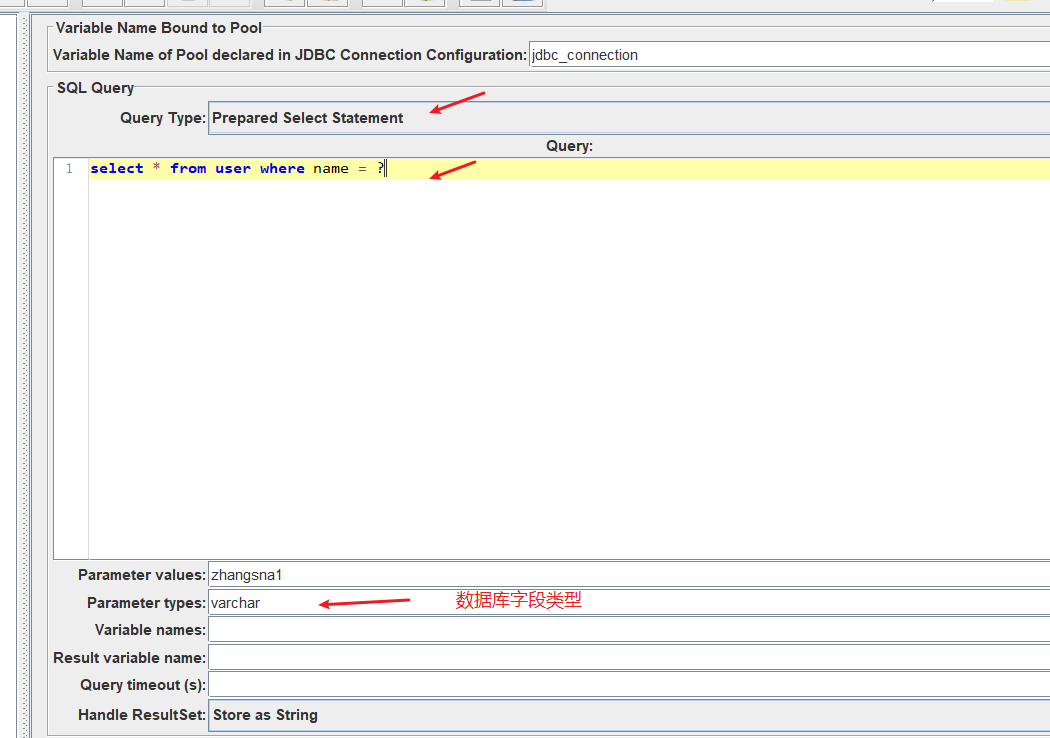 Variable Name Bound to Pool
Variable Name of Pool declared in JDBC Connection Configuration: jdbc_connection
SQL Query
Query Type: Prepared Select Statement
Query:
1 select * from user where name = ?
Parameter values: zhangsna1
Parameter types: varchar 数据库字段类型
Variable names:
Result variable name:
Query timeout (s):
Handle ResultSet: Store as String